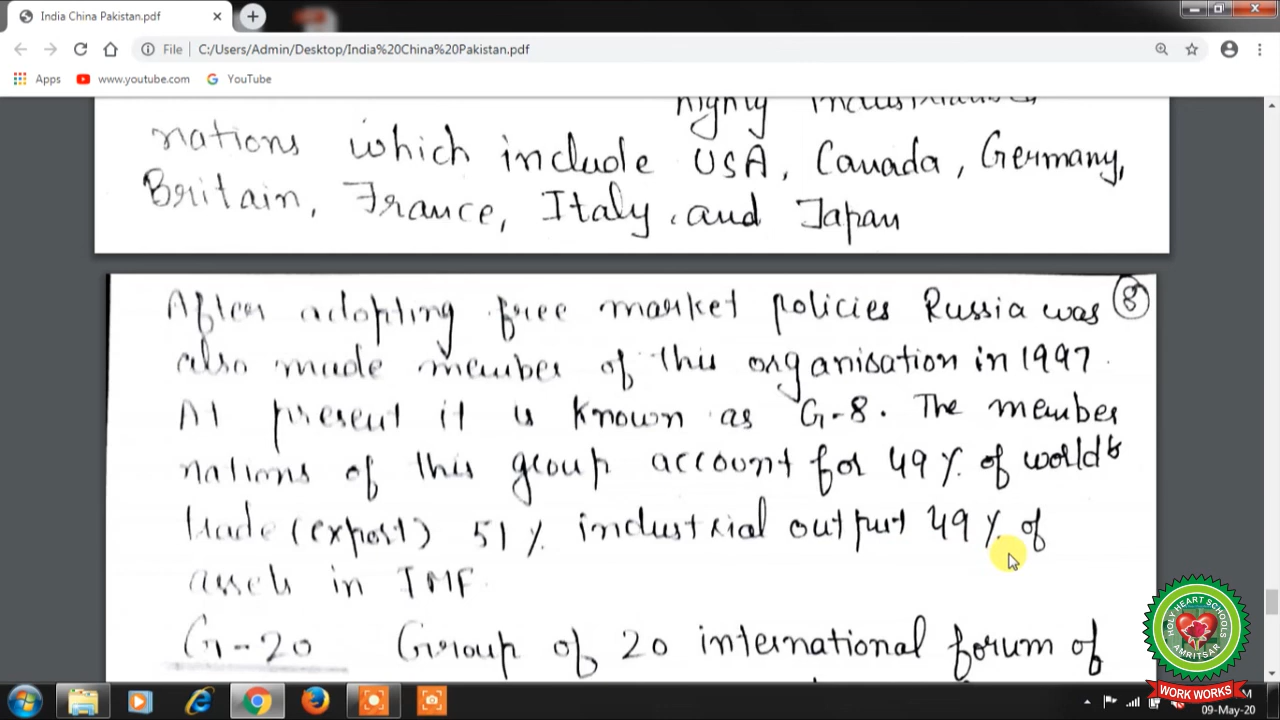 India China Pakistan.pdf
File C:/Users/Admin/Desktop/India%20China%20Pakistan.pdf
Apps www.youtube.com YouTube
highly
nations which include USA, Canada, Germany,
Britain, France, Italy and Japan
After adopting free market policies Russia was 8
also made member of this organisation in 1997.
At present it is known as G-8. The member
nations of this group account for 49% of world's
trade (export) 51% industrial output 49% of
assets in IMF.
G-20 Group of 20 international forum of
HOLY HEART SCHOOLS
AMRITSAR
WORK WORKS
09-May-20